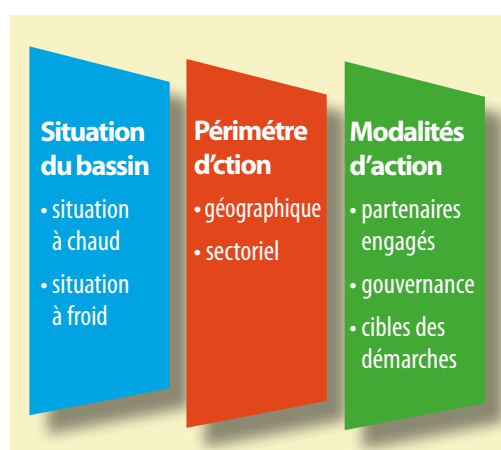 Situation
du bassin
• situation
à chaud
• situation
à froid
Périmétre
d'ction
• géographique
• sectoriel
Modalités
d'action
• partenaires
engagés
• gouvernance
• cibles des
démarches